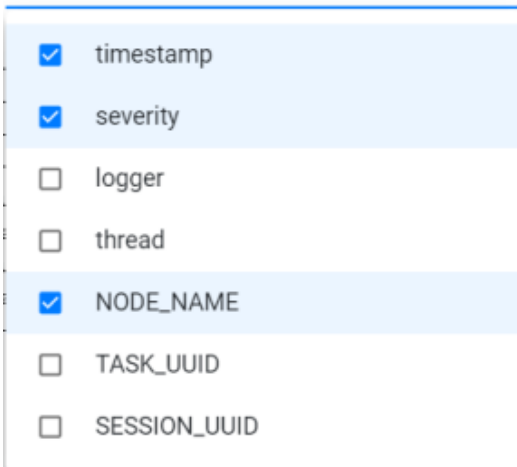 timestamp
severity
logger
thread
NODE_NAME
TASK_UUID
SESSION_UUID